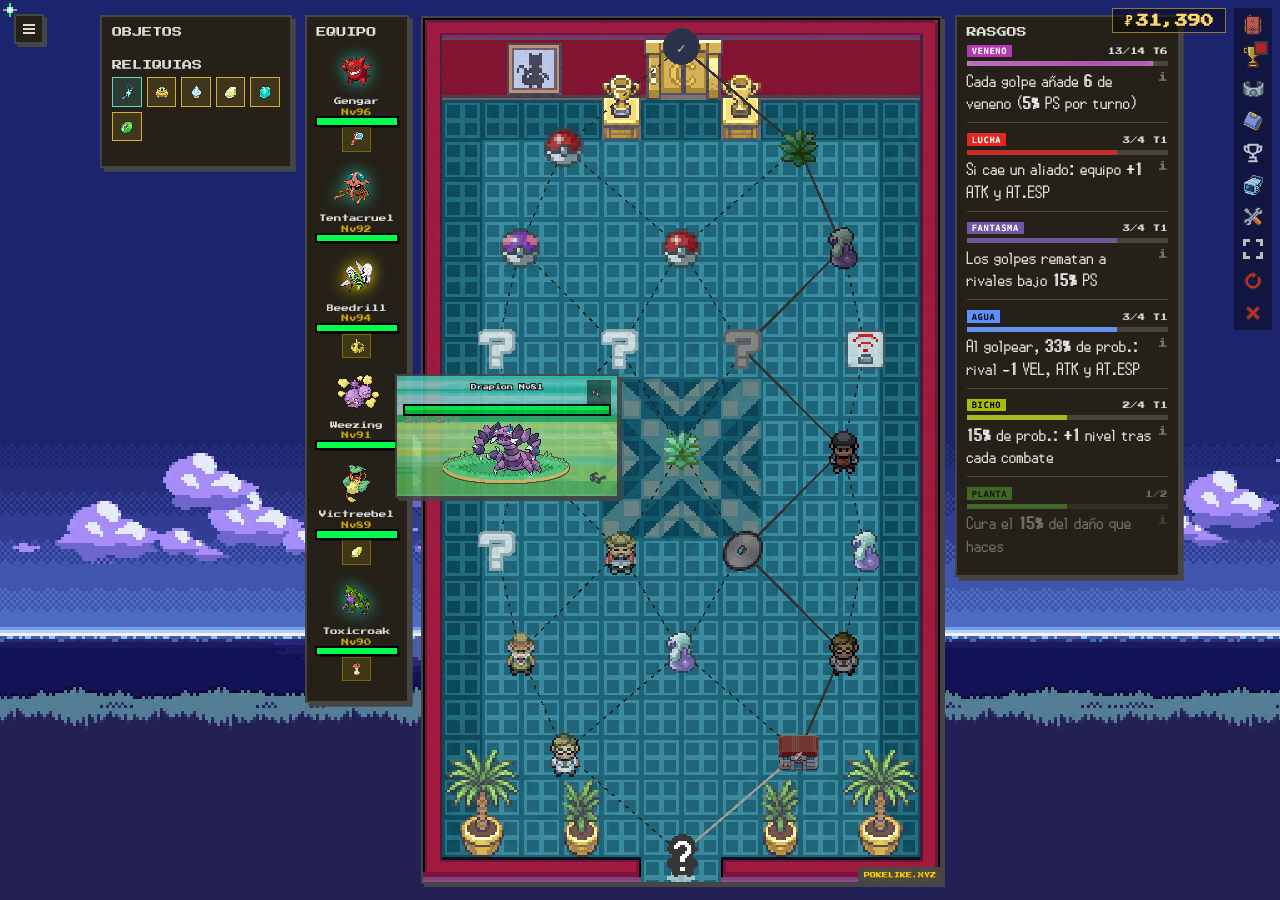 OBJETOS
RELIQUIAS
EQUIPO
Gengar
Nv96
Tentacruel
Nv92
Beedrill
Nv94
Weezing
Nv91
Victreebel
Nv89
Toxicroak
Nv90
Drapion Nv81
?
POKELIKE.XYZ
₽31,390
RASGOS
VENENO 13/14 T6
Cada golpe añade 6 de
veneno (5% PS por turno)
LUCHA 3/4 T1
Si cae un aliado: equipo +1
ATK y AT.ESP
FANTASMA 3/4 T1
Los golpes rematan a
rivales bajo 15% PS
AGUA 3/4 T1
Al golpear, 33% de prob.:
rival -1 VEL, ATK y AT.ESP
BICHO 2/4 T1
15% de prob.: +1 nivel tras
cada combate
PLANTA 1/2
Cura el 15% del daño que
haces